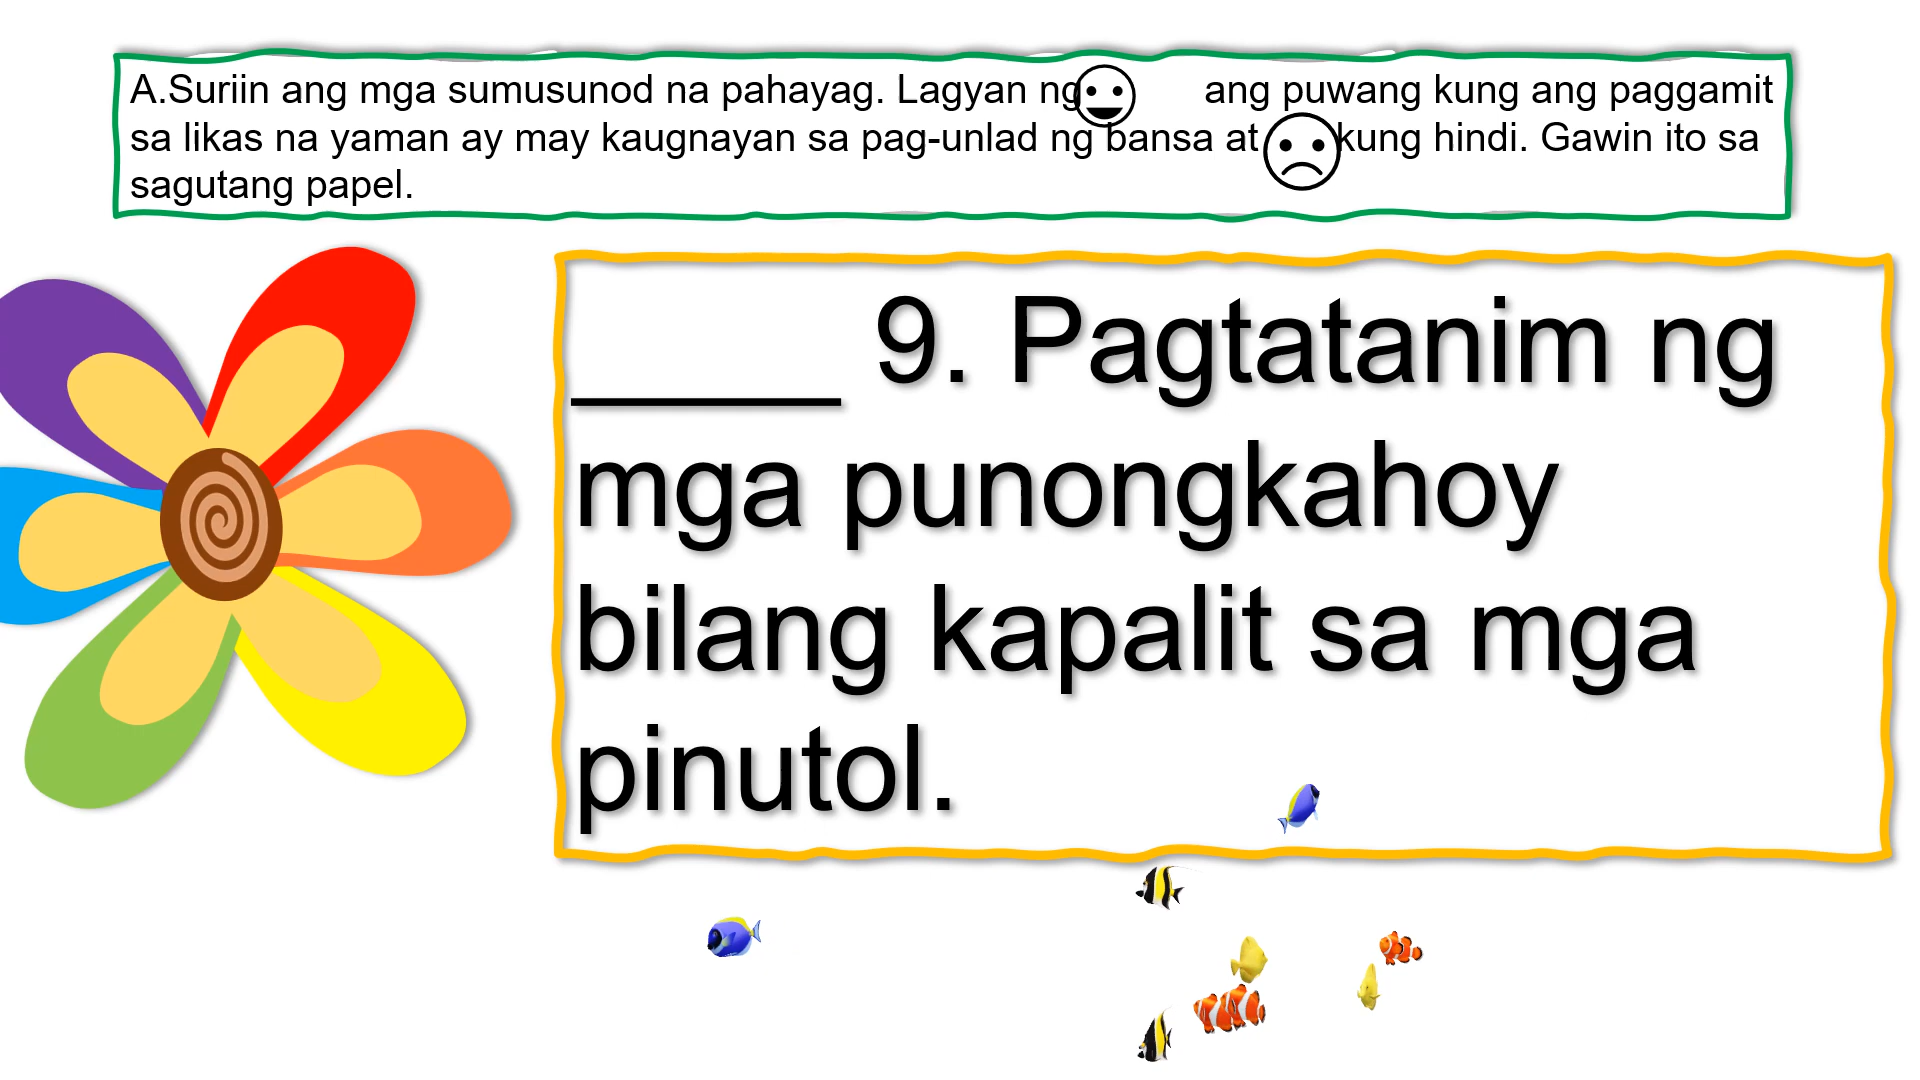 A.Suriin ang mga sumusunod na pahayag. Lagyan ng ang puwang kung ang paggamit
sa likas na yaman ay may kaugnayan sa pag-unlad ng bansa at kung hindi. Gawin ito sa
sagutang papel.
_____ 9. Pagtatanim ng
mga punongkahoy
bilang kapalit sa mga
pinutol.